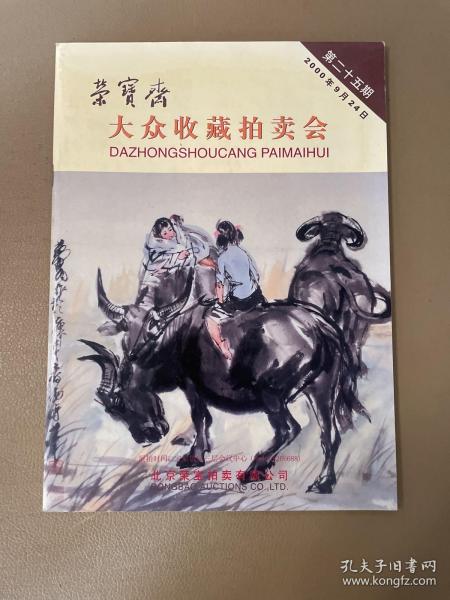 第二十五期
2000年9月24日
荣寳斋
大众收藏拍卖会
DAZHONGSHOUCANG PAIMAIHUI
北京荣宝拍卖有限公司
RONGBAO AUCTIONS CO., LTD.
孔夫子旧书网
www.kongfz.com